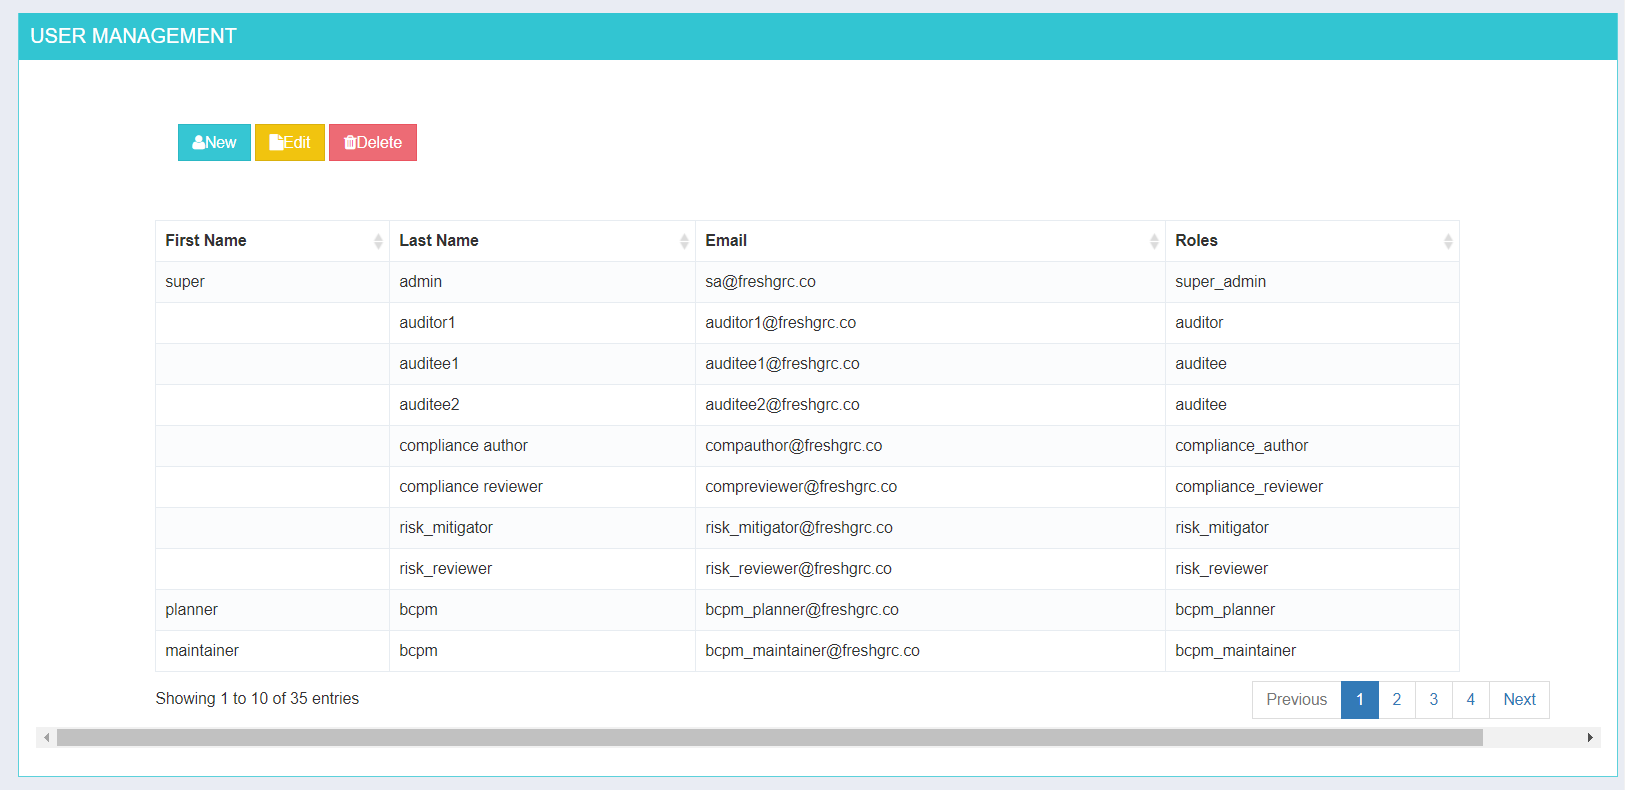 USER MANAGEMENT
New Edit Delete
First Name Last Name Email Roles
super admin sa@freshgrc.co super_admin
auditor1 auditor1@freshgrc.co auditor
auditee1 auditee1@freshgrc.co auditee
auditee2 auditee2@freshgrc.co auditee
compliance author compauthor@freshgrc.co compliance_author
compliance reviewer compreviewer@freshgrc.co compliance_reviewer
risk_mitigator risk_mitigator@freshgrc.co risk_mitigator
risk_reviewer risk_reviewer@freshgrc.co risk_reviewer
planner bcpm bcpm_planner@freshgrc.co bcpm_planner
maintainer bcpm bcpm_maintainer@freshgrc.co bcpm_maintainer
Showing 1 to 10 of 35 entries Previous 1 2 3 4 Next